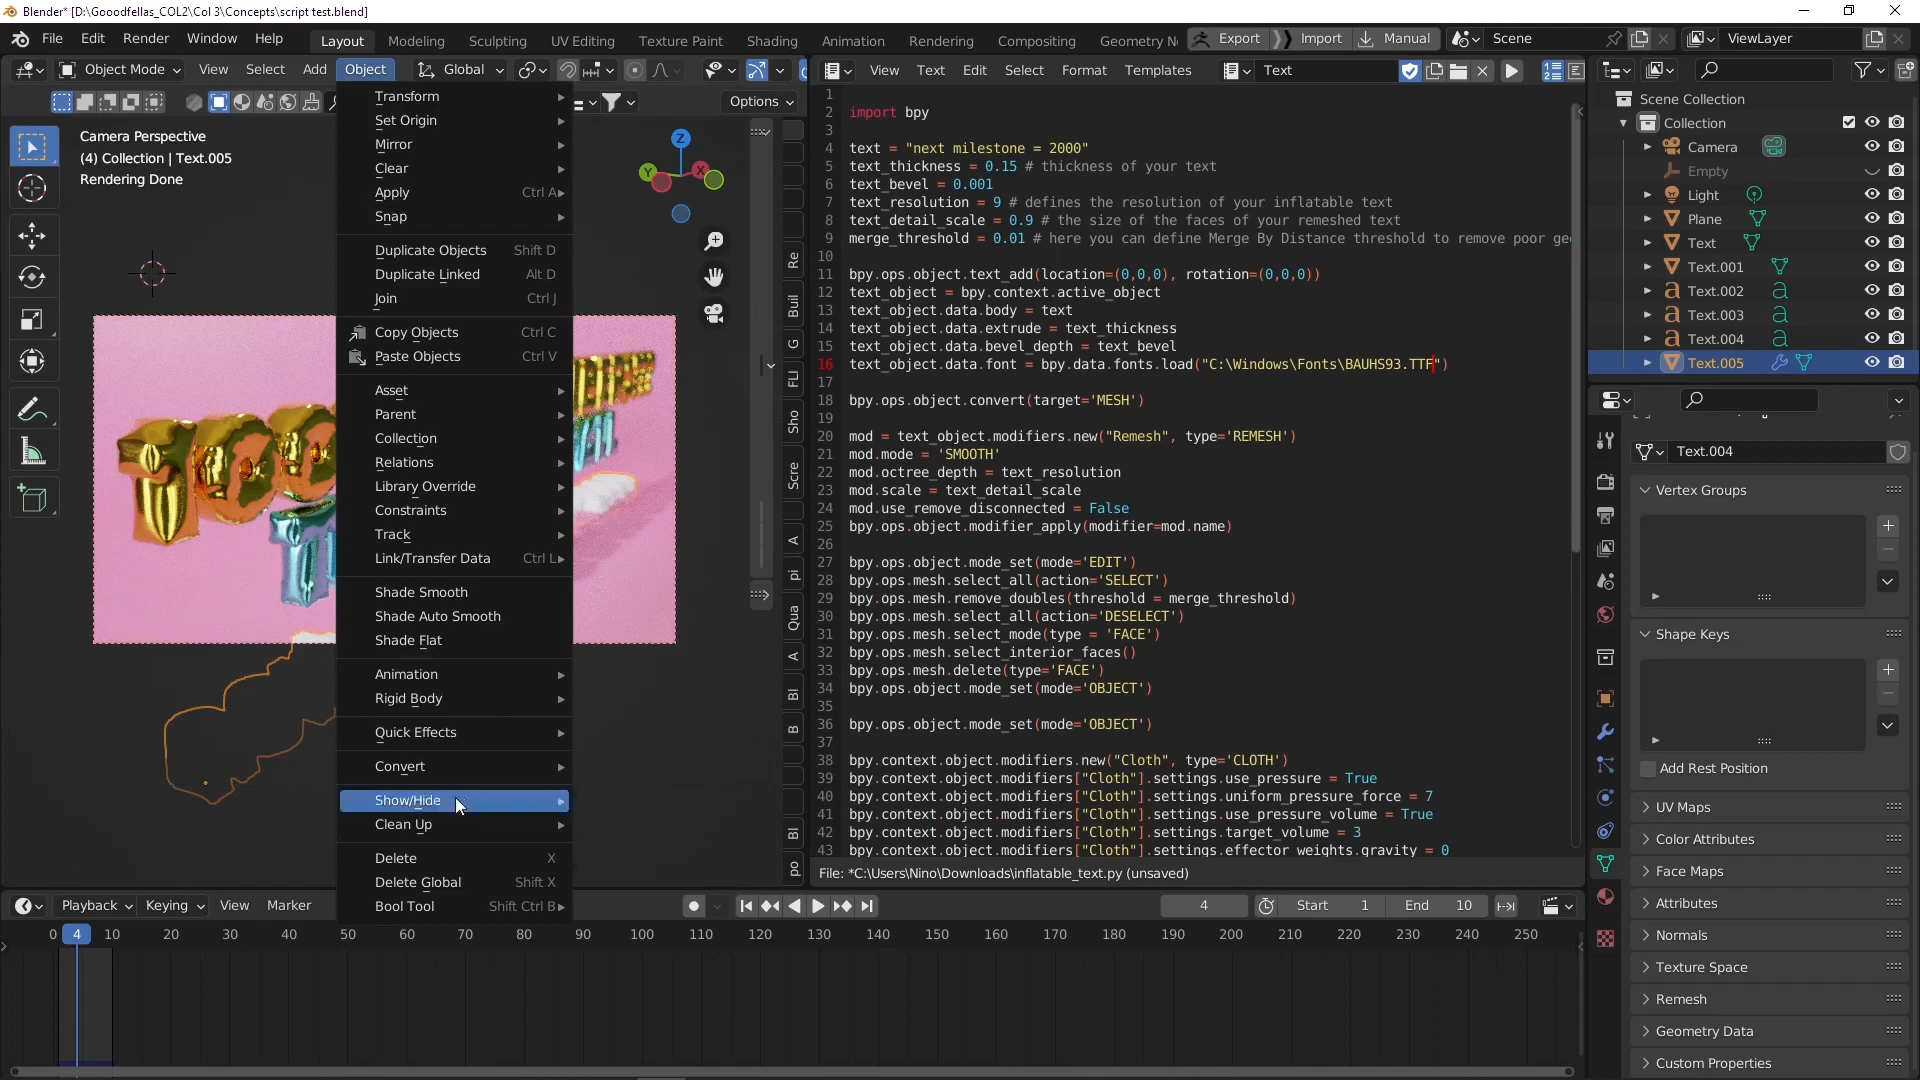 Blender* [D:\Gooodfellas_COL2\Col 3\Concepts\script test.blend]
File Edit Render Window Help
Layout Modeling Sculpting UV Editing Texture Paint Shading Animation Rendering Compositing Geometry N
Export Import Manual
Scene
ViewLayer
Object Mode View Select Add Object Global
Options
Camera Perspective
(4) Collection | Text.005
Rendering Done
Z
Y
X
Transform
Set Origin
Mirror
Clear
Apply Ctrl A
Snap
Duplicate Objects Shift D
Duplicate Linked Alt D
Join Ctrl J
Copy Objects Ctrl C
Paste Objects Ctrl V
Asset
Parent
Collection
Relations
Library Override
Constraints
Track
Link/Transfer Data Ctrl L
Shade Smooth
Shade Auto Smooth
Shade Flat
Animation
Rigid Body
Quick Effects
Convert
Show/Hide
Clean Up
Delete X
Delete Global Shift X
Bool Tool Shift Ctrl B
Re
Buil
G
FLI
Sho
Scre
A
pi
Qua
A
Bl
B
Bl
po
View Text Edit Select Format Templates
Text
1
2 import bpy
3
4 text = "next milestone = 2000"
5 text_thickness = 0.15 # thickness of your text
6 text_bevel = 0.001
7 text_resolution = 9 # defines the resolution of your inflatable text
8 text_detail_scale = 0.9 # the size of the faces of your remeshed text
9 merge_threshold = 0.01 # here you can define Merge By Distance threshold to remove poor ge
10
11 bpy.ops.object.text_add(location=(0,0,0), rotation=(0,0,0))
12 text_object = bpy.context.active_object
13 text_object.data.body = text
14 text_object.data.extrude = text_thickness
15 text_object.data.bevel_depth = text_bevel
16 text_object.data.font = bpy.data.fonts.load("C:\Windows\Fonts\BAUHS93.TTF")
17
18 bpy.ops.object.convert(target='MESH')
19
20 mod = text_object.modifiers.new("Remesh", type='REMESH')
21 mod.mode = 'SMOOTH'
22 mod.octree_depth = text_resolution
23 mod.scale = text_detail_scale
24 mod.use_remove_disconnected = False
25 bpy.ops.object.modifier_apply(modifier=mod.name)
26
27 bpy.ops.object.mode_set(mode='EDIT')
28 bpy.ops.mesh.select_all(action='SELECT')
29 bpy.ops.mesh.remove_doubles(threshold = merge_threshold)
30 bpy.ops.mesh.select_all(action='DESELECT')
31 bpy.ops.mesh.select_mode(type = 'FACE')
32 bpy.ops.mesh.select_interior_faces()
33 bpy.ops.mesh.delete(type='FACE')
34 bpy.ops.object.mode_set(mode='OBJECT')
35
36 bpy.ops.object.mode_set(mode='OBJECT')
37
38 bpy.context.object.modifiers.new("Cloth", type='CLOTH')
39 bpy.context.object.modifiers["Cloth"].settings.use_pressure = True
40 bpy.context.object.modifiers["Cloth"].settings.uniform_pressure_force = 7
41 bpy.context.object.modifiers["Cloth"].settings.use_pressure_volume = True
42 bpy.context.object.modifiers["Cloth"].settings.target_volume = 3
43 bpy.context.object.modifiers["Cloth"].settings.effector_weights.gravity = 0
File: *C:\Users\Nino\Downloads\inflatable_text.py (unsaved)
Scene Collection
Collection
Camera
Empty
Light
Plane
Text
Text.001
Text.002
Text.003
Text.004
Text.005
Text.004
Vertex Groups
Shape Keys
Add Rest Position
UV Maps
Color Attributes
Face Maps
Attributes
Normals
Texture Space
Remesh
Geometry Data
Custom Properties
Playback Keying View Marker
4 Start 1 End 10
0 4 10 20 30 40 50 60 70 80 90 100 110 120 130 140 150 160 170 180 190 200 210 220 230 240 250